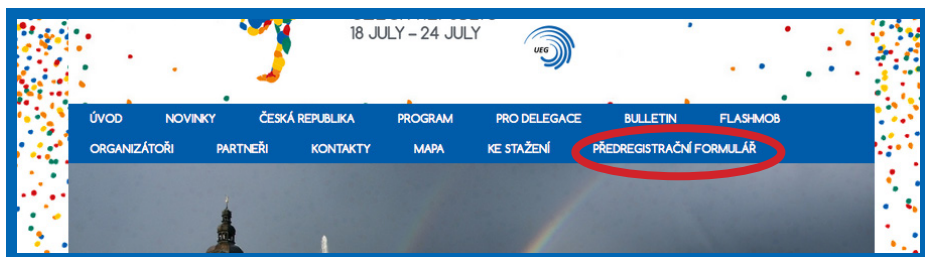 18 JULY – 24 JULY
UEG
ÚVOD NOVINKY ČESKÁ REPUBLIKA PROGRAM PRO DELEGACE BULLETIN FLASHMOB
ORGANIZÁTOŘI PARTNEŘI KONTAKTY MAPA KE STAŽENÍ PŘEDREGISTRAČNÍ FORMULÁŘ